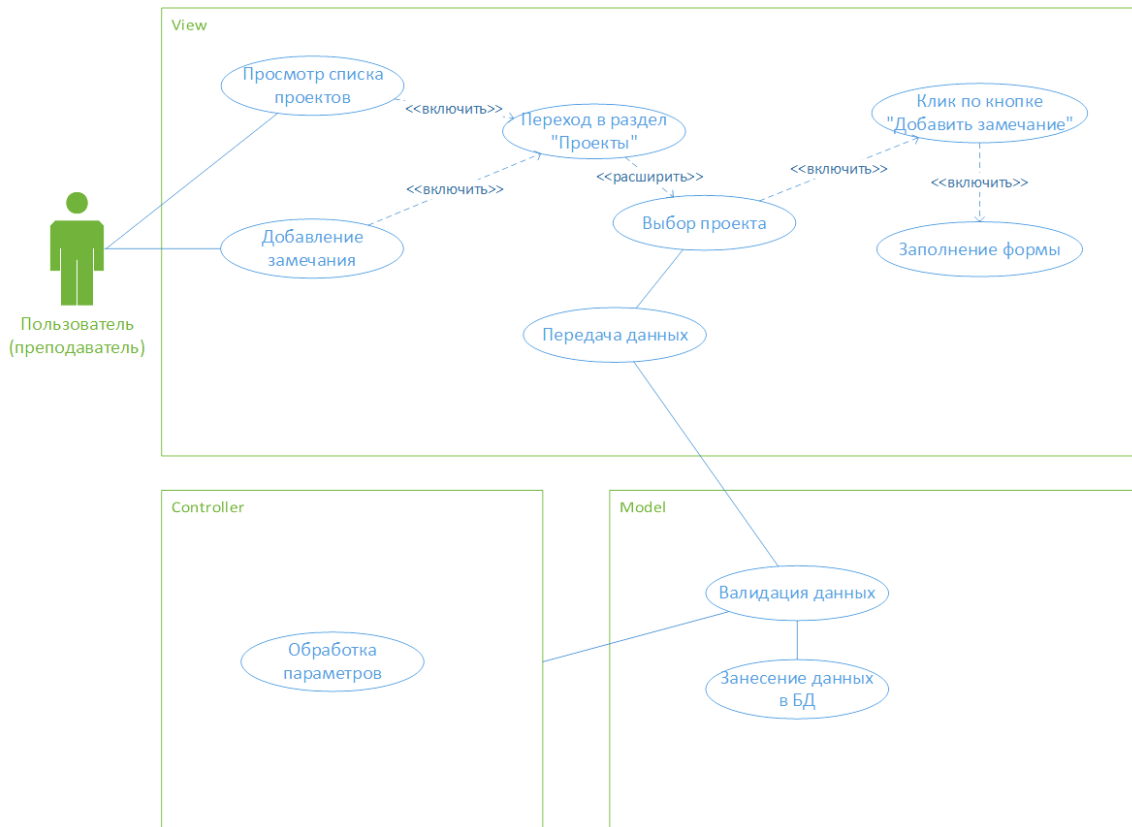 View
Просмотр списка
проектов
<<включить>>
Переход в раздел
"Проекты"
Клик по кнопке
"Добавить замечание"
<<включить>>
<<расширить>>
<<включить>>
<<включить>>
Добавление
замечания
Выбор проекта
Заполнение формы
Пользователь
(преподаватель)
Передача данных
Controller
Model
Валидация данных
Обработка
параметров
Занесение данных
в БД